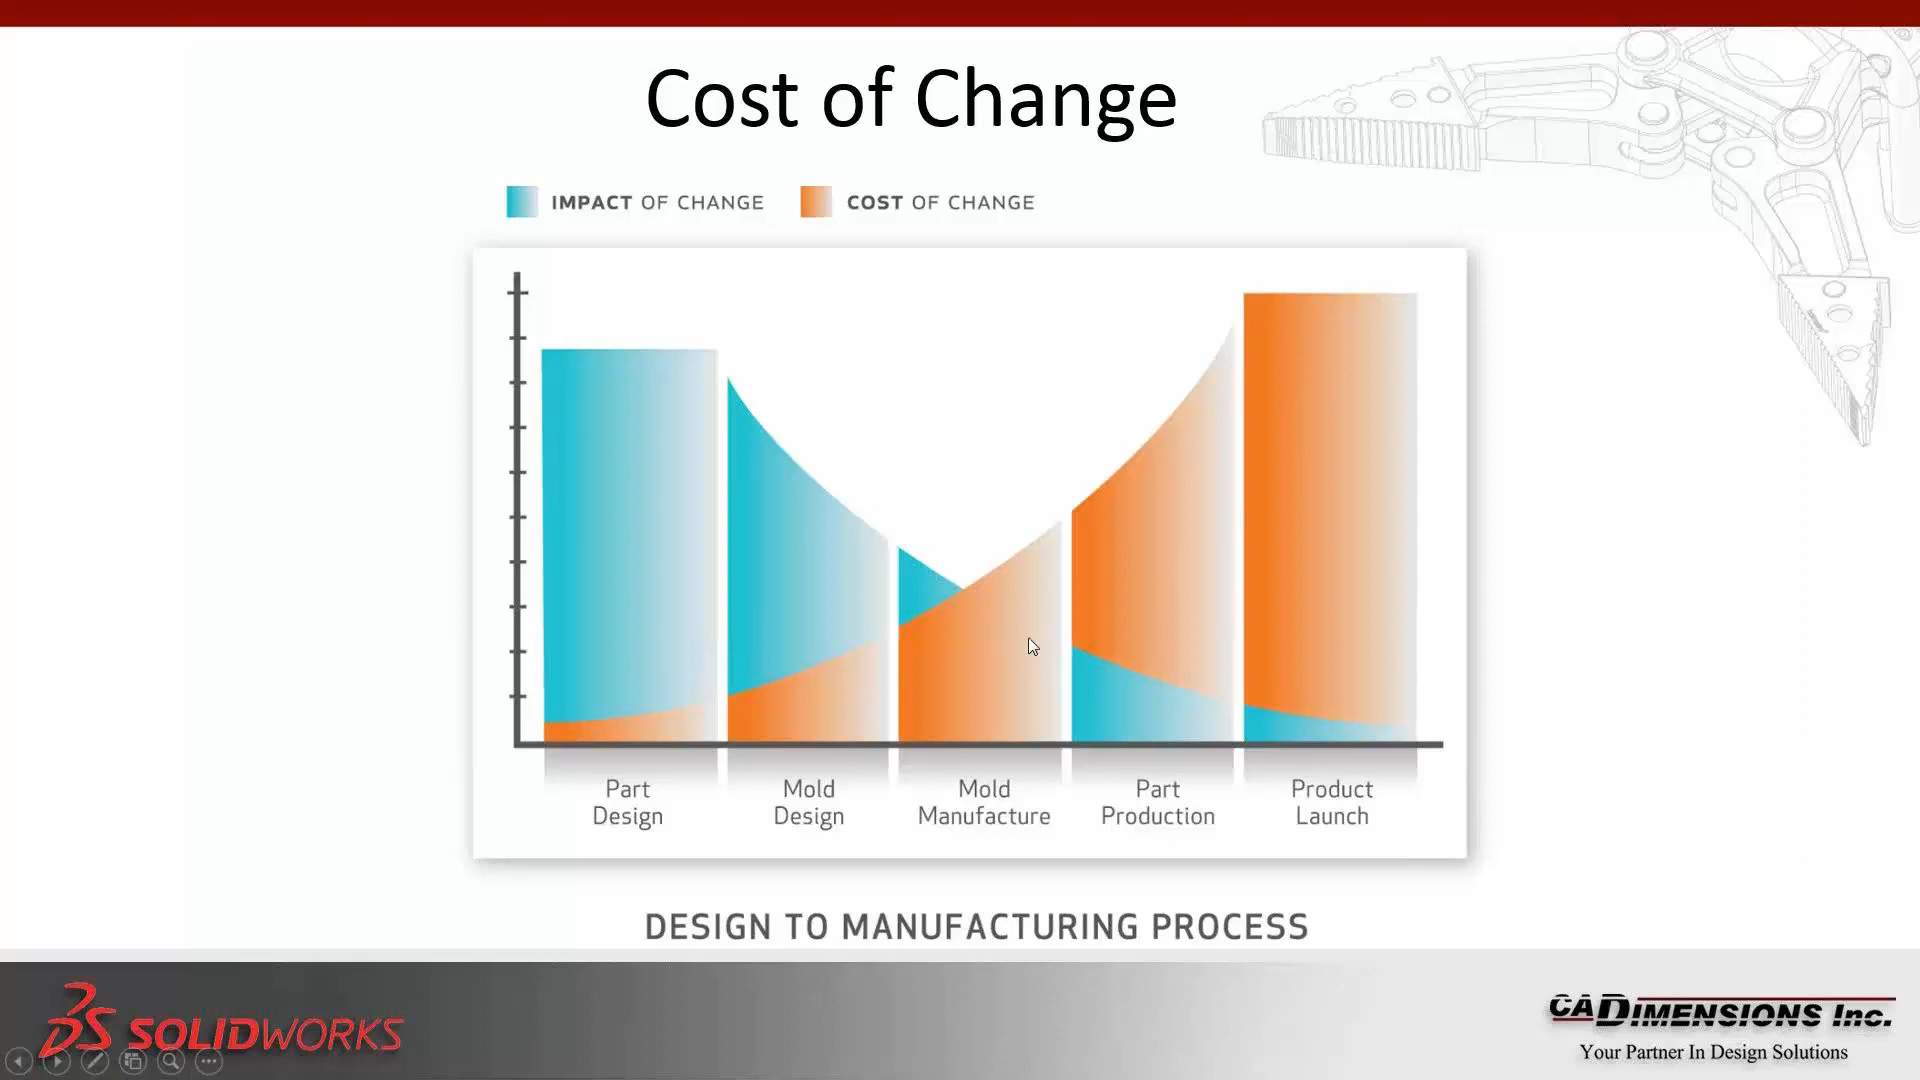 Cost of Change
IMPACT OF CHANGE COST OF CHANGE
Part Design
Mold Design
Mold Manufacture
Part Production
Product Launch
DESIGN TO MANUFACTURING PROCESS
SOLIDWORKS
CADIMENSIONS Inc.
Your Partner In Design Solutions